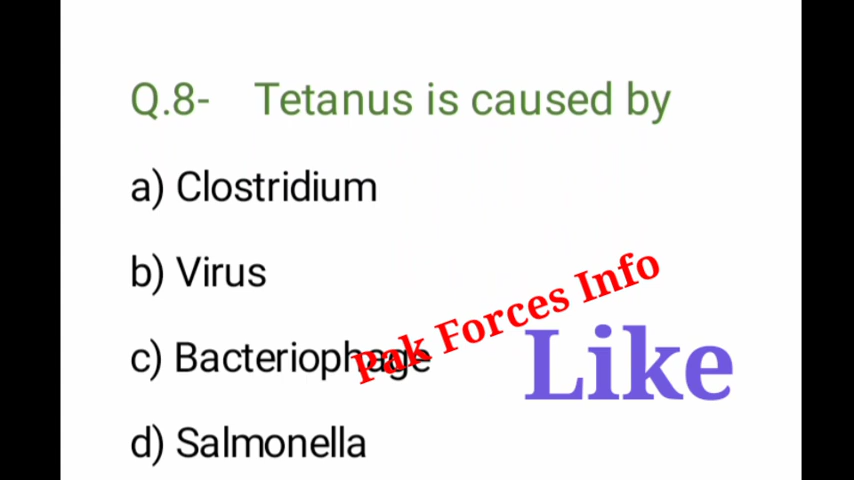 Q.8- Tetanus is caused by
a) Clostridium
b) Virus
c) Bacteriophage
Pak Forces Info
Like
d) Salmonella